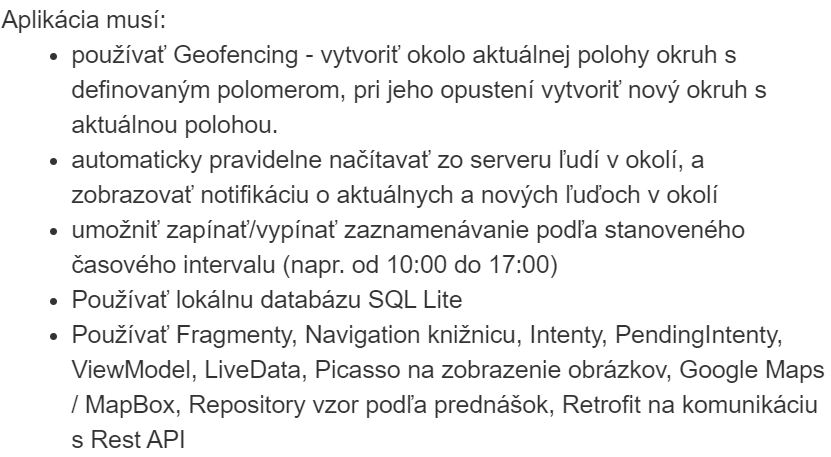 Aplikácia musí:
• používať Geofencing - vytvoriť okolo aktuálnej polohy okruh s
definovaným polomerom, pri jeho opustení vytvoriť nový okruh s
aktuálnou polohou.
• automaticky pravidelne načítavať zo serveru ľudí v okolí, a
zobrazovať notifikáciu o aktuálnych a nových ľuďoch v okolí
• umožniť zapínať/vypínať zaznamenávanie podľa stanoveného
časového intervalu (napr. od 10:00 do 17:00)
• Používať lokálnu databázu SQL Lite
• Používať Fragmenty, Navigation knižnicu, Intenty, PendingIntenty,
ViewModel, LiveData, Picasso na zobrazenie obrázkov, Google Maps
/ MapBox, Repository vzor podľa prednášok, Retrofit na komunikáciu
s Rest API